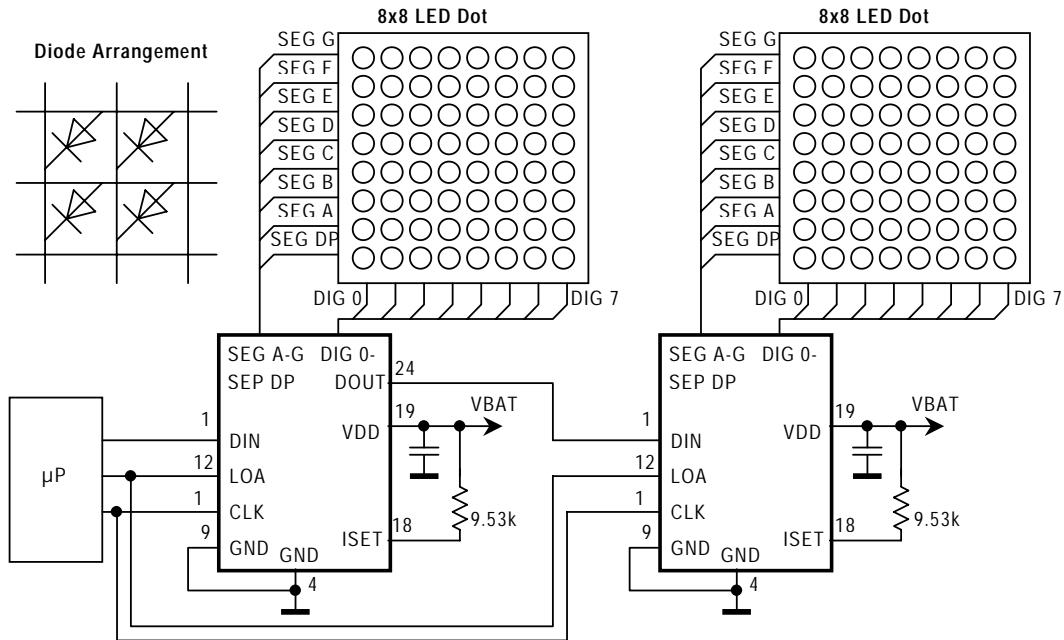 8x8 LED Dot
8x8 LED Dot
Diode Arrangement
SEG G
SEG F
SEG E
SEG D
SEG C
SEG B
SEG A
SEG DP
DIG 0
DIG 7
SEG G
SEG F
SEG E
SEG D
SEG C
SEG B
SEG A
SEG DP
DIG 0
DIG 7
µP
SEG A-G
DIG 0-
SEP DP
DOUT
24
1
DIN
VDD
19
VBAT
12
LOA
1
CLK
9
GND
GND
4
ISET
18
9.53k
SEG A-G
DIG 0-
SEP DP
1
DIN
VDD
19
VBAT
12
LOA
1
CLK
9
GND
GND
4
ISET
18
9.53k